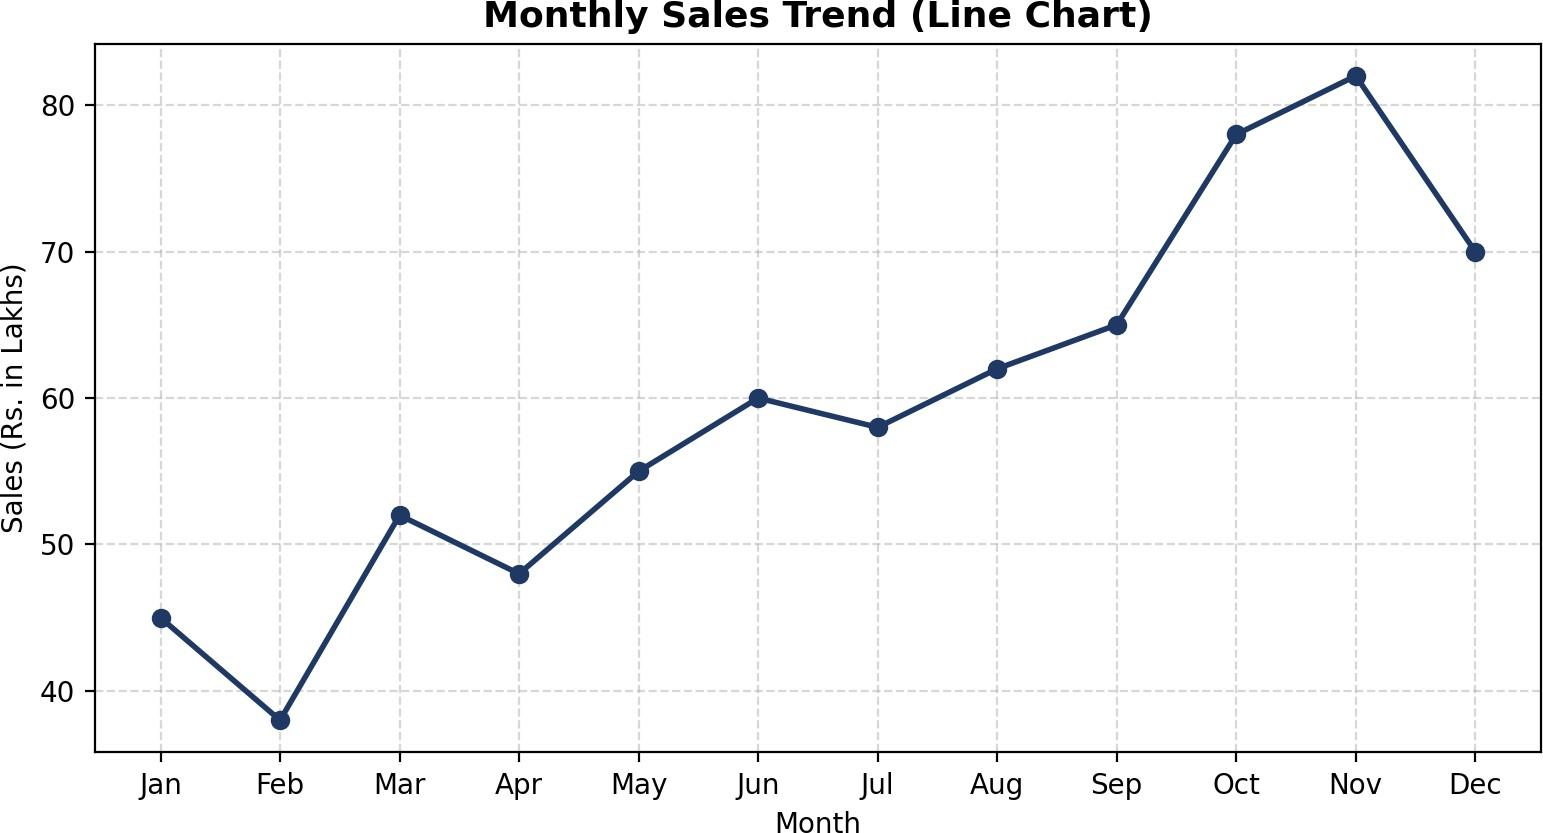 Monthly Sales Trend (Line Chart)
Sales (Rs. in Lakhs)
80
70
60
50
40
Jan Feb Mar Apr May Jun Jul Aug Sep Oct Nov Dec
Month